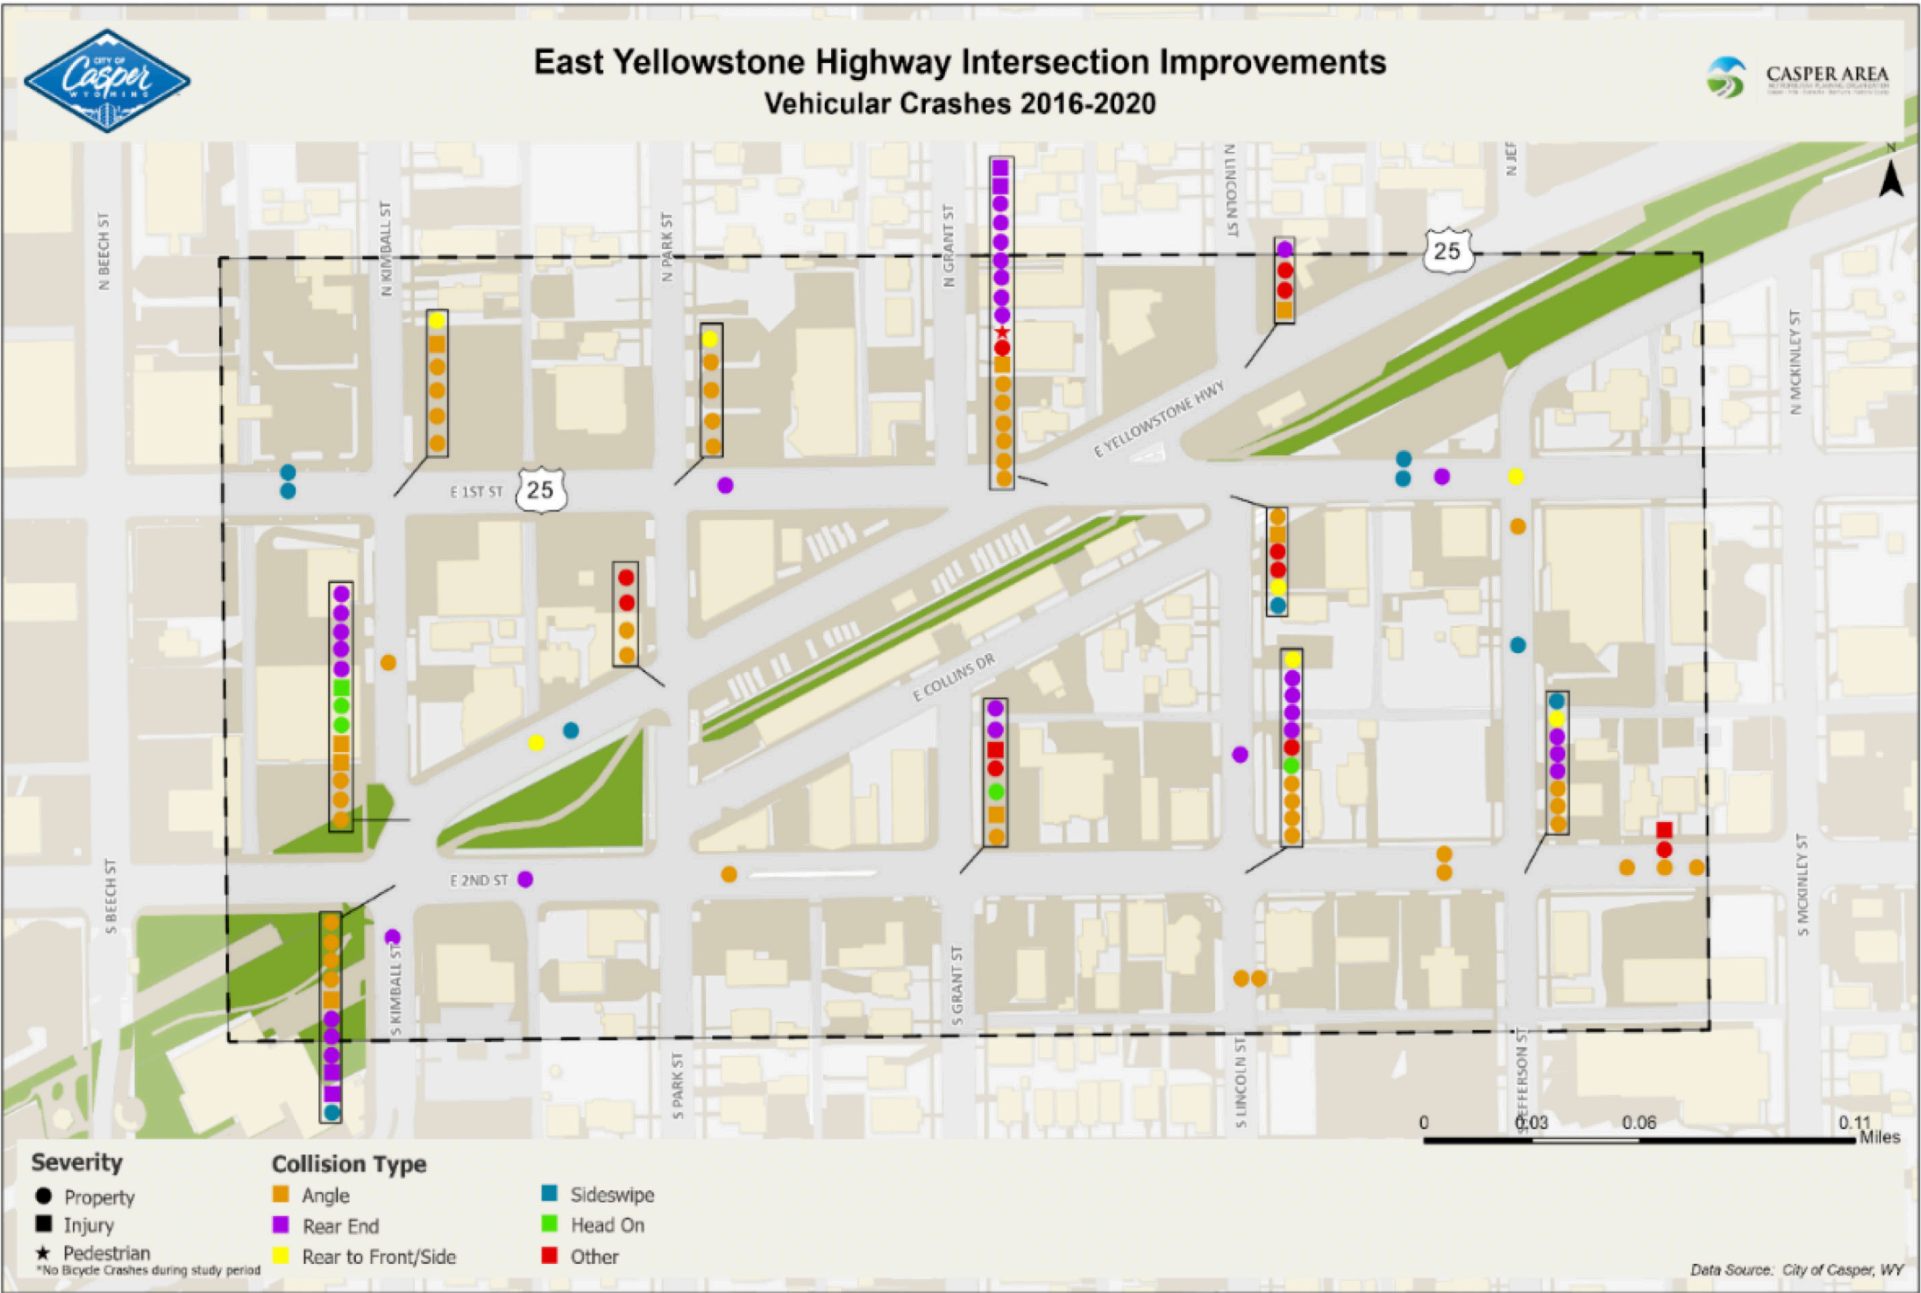 East Yellowstone Highway Intersection Improvements
Vehicular Crashes 2016-2020
CITY OF
Casper
WYOMING
CASPER AREA
N
N BEECH ST
N KIMBALL ST
N PARK ST
N GRANT ST
N LINCOLN ST
N JEF
N MCKINLEY ST
25
E YELLOWSTONE HWY
E 1ST ST
25
E COLLINS DR
E 2ND ST
S BEECH ST
S KIMBALL ST
S PARK ST
S GRANT ST
S LINCOLN ST
S JEFFERSON ST
S MCKINLEY ST
0 0.03 0.06 0.11
Miles
Severity
Property
Injury
Pedestrian
*No Bicycle Crashes during study period
Collision Type
Angle
Rear End
Rear to Front/Side
Sideswipe
Head On
Other
Data Source: City of Casper, WY